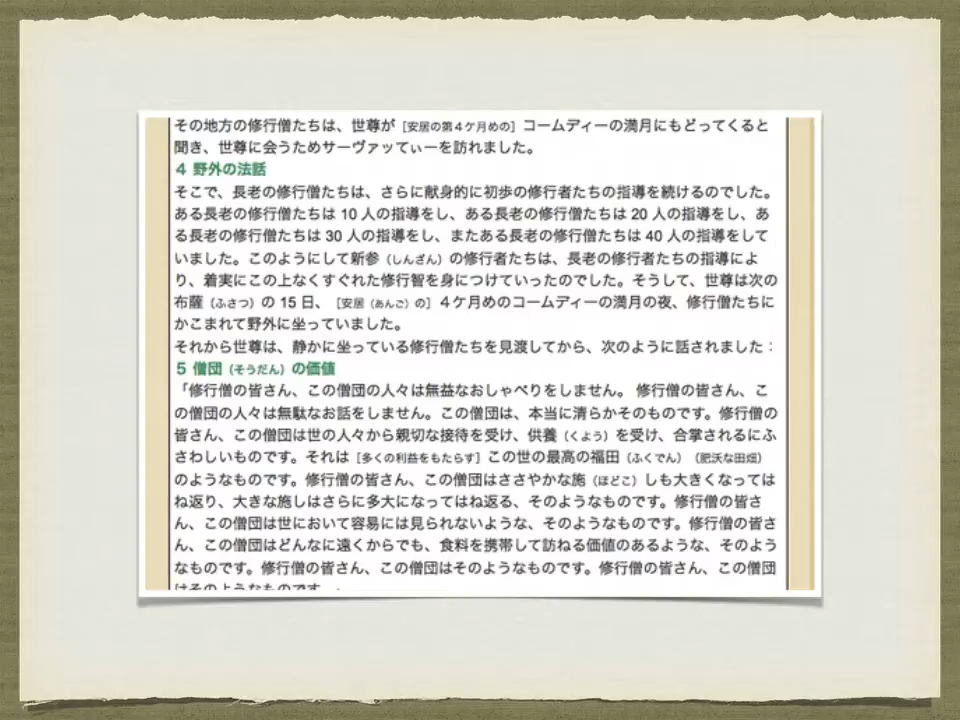 その地方の修行僧たちは、世尊が［安居の第４ケ月めの］コームディーの満月にもどってくると
聞き、世尊に会うためサーヴァッてぃーを訪れました。
４ 野外の法話
そこで、長老の修行僧たちは、さらに献身的に初歩の修行者たちの指導を続けるのでした。
ある長老の修行僧たちは 10 人の指導をし、ある長老の修行僧たちは 20 人の指導をし、あ
る長老の修行僧たちは 30 人の指導をし、またある長老の修行僧たちは 40 人の指導をして
いました。このようにして新参（しんざん）の修行者たちは、長老の修行者たちの指導によ
り、着実にこの上なくすぐれた修行智を身につけていったのでした。そうして、世尊は次の
布薩（ふさつ）の 15 日、［安居（あんご）の］４ケ月めのコームディーの満月の夜、修行僧たちに
かこまれて野外に坐っていました。
それから世尊は、静かに坐っている修行僧たちを見渡してから、次のように話されました：
５ 僧団（そうだん）の価値
「修行僧の皆さん、この僧団の人々は無益なおしゃべりをしません。 修行僧の皆さん、こ
の僧団の人々は無駄なお話をしません。この僧団は、本当に清らかそのものです。修行僧の
皆さん、この僧団は世の人々から親切な接待を受け、供養（くよう）を受け、合掌されるにふ
さわしいものです。それは［多くの利益をもたらす］この世の最高の福田（ふくでん）（肥沃な田畑）
のようなものです。修行僧の皆さん、この僧団はささやかな施（ほどこ）しも大きくなっては
ね返り、大きな施しはさらに多大になってはね返る、そのようなものです。修行僧の皆さ
ん、この僧団は世において容易には見られないような、そのようなものです。修行僧の皆さ
ん、この僧団はどんなに遠くからでも、食料を携帯して訪ねる価値のあるような、そのよう
なものです。修行僧の皆さん、この僧団はそのようなものです。修行僧の皆さん、この僧団
はそのようなものです。